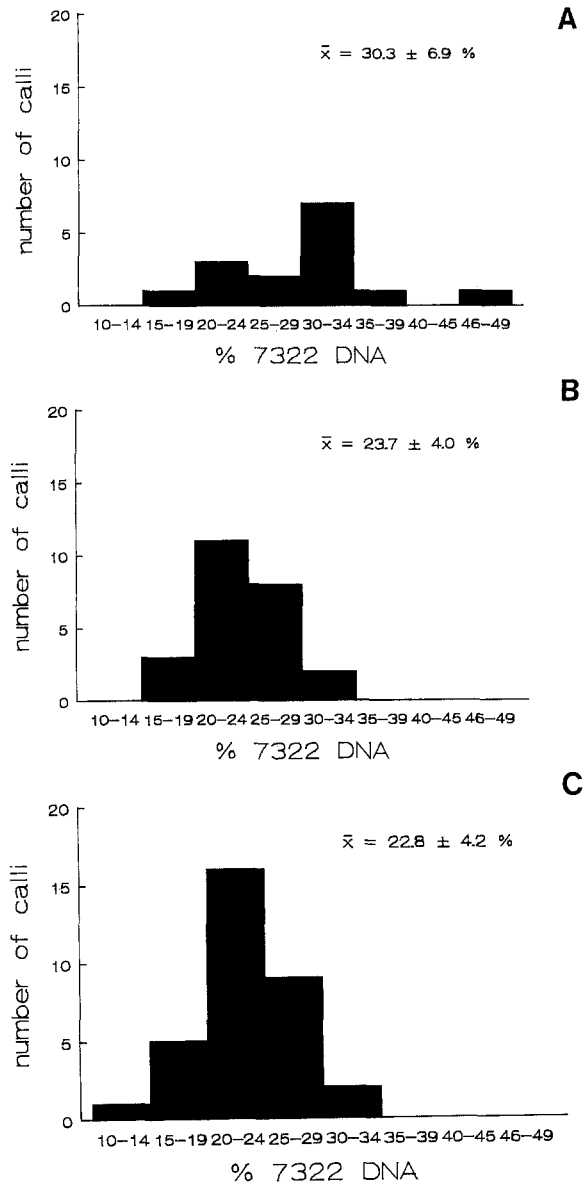 A
20
x̄ = 30.3 ± 6.9 %
15
number of calli
10
5
0
10–14 15–19 20–24 25–29 30–34 35–39 40–45 46–49
% 7322 DNA
B
20
x̄ = 23.7 ± 4.0 %
15
number of calli
10
5
0
10–14 15–19 20–24 25–29 30–34 35–39 40–45 46–49
% 7322 DNA
C
20
x̄ = 22.8 ± 4.2 %
15
number of calli
10
5
0
10–14 15–19 20–24 25–29 30–34 35–39 40–45 46–49
% 7322 DNA